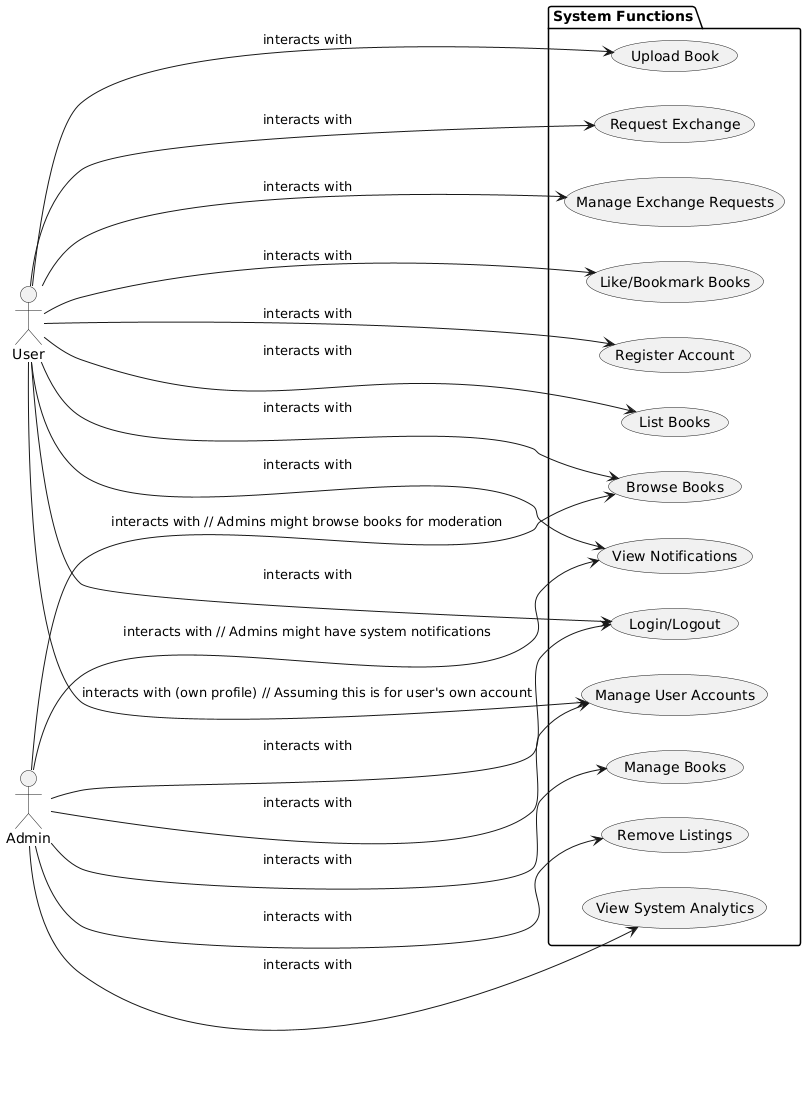 System Functions
interacts with
Upload Book
interacts with
Request Exchange
interacts with
Manage Exchange Requests
interacts with
Like/Bookmark Books
interacts with
Register Account
User
interacts with
List Books
interacts with
interacts with
Browse Books
interacts with // Admins might browse books for moderation
View Notifications
interacts with
Login/Logout
interacts with // Admins might have system notifications
interacts with (own profile) // Assuming this is for user's own account
Manage User Accounts
interacts with
Manage Books
interacts with
Admin
Remove Listings
interacts with
interacts with
View System Analytics
interacts with